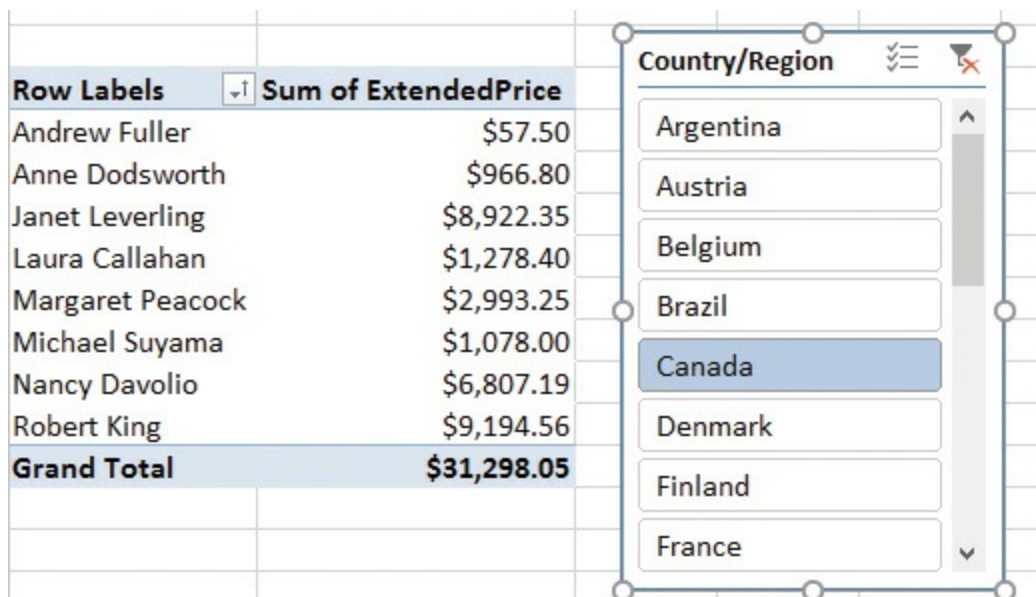 Row Labels Sum of ExtendedPrice
Andrew Fuller $57.50
Anne Dodsworth $966.80
Janet Leverling $8,922.35
Laura Callahan $1,278.40
Margaret Peacock $2,993.25
Michael Suyama $1,078.00
Nancy Davolio $6,807.19
Robert King $9,194.56
Grand Total $31,298.05
Country/Region
Argentina
Austria
Belgium
Brazil
Canada
Denmark
Finland
France